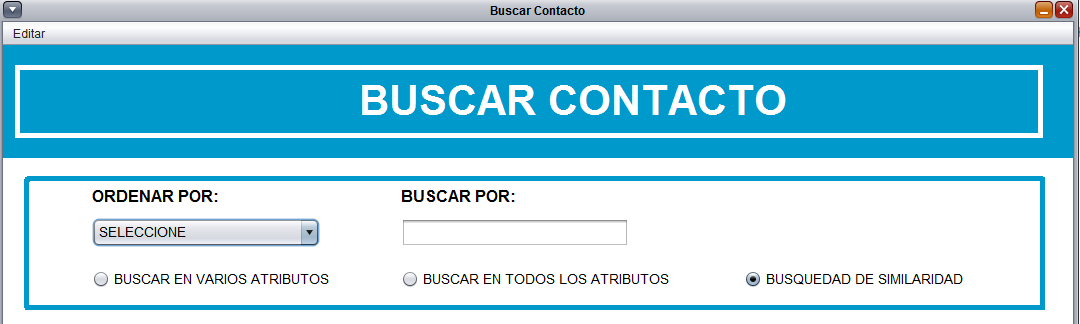 Buscar Contacto
Editar
BUSCAR CONTACTO
ORDENAR POR: BUSCAR POR:
SELECCIONE
BUSCAR EN VARIOS ATRIBUTOS BUSCAR EN TODOS LOS ATRIBUTOS BUSQUEDAD DE SIMILARIDAD